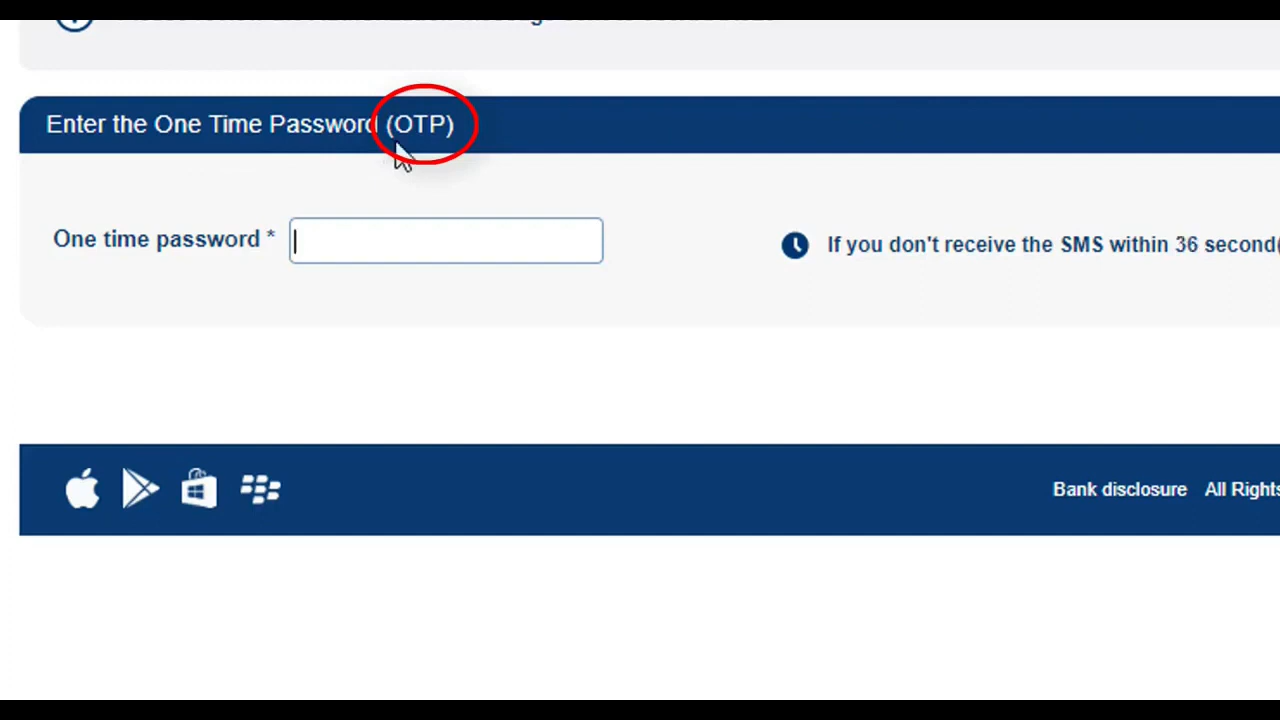 Enter the One Time Password (OTP)
One time password *
If you don't receive the SMS within 36 second(
Bank disclosure All Rights